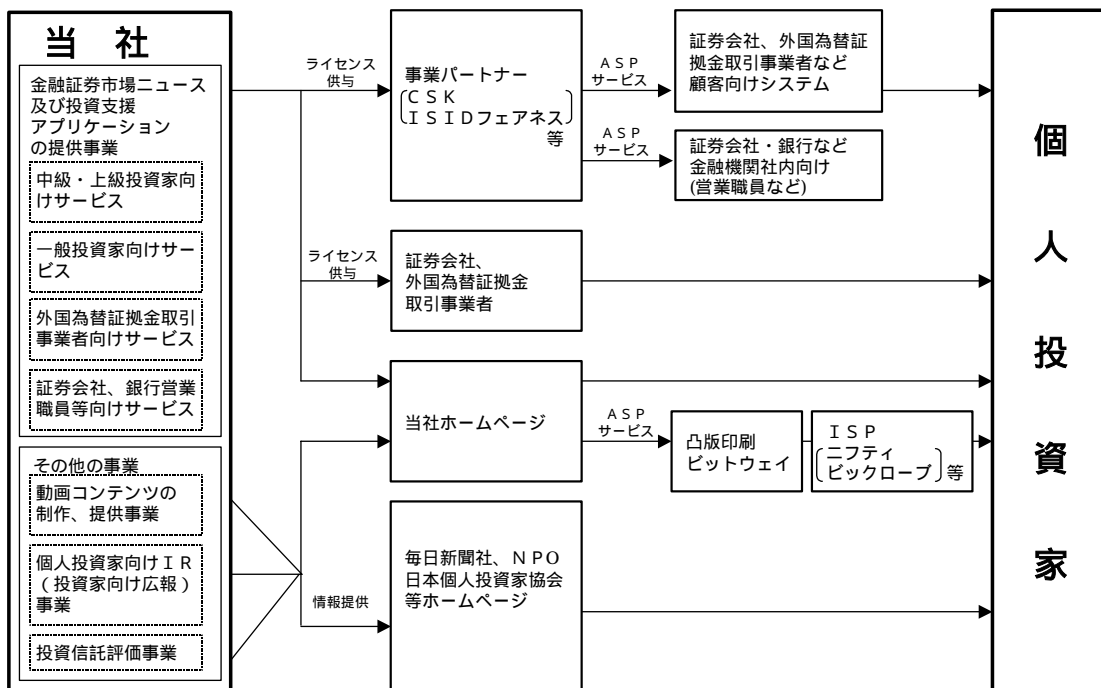 当 社
金融証券市場ニュース
及び投資支援
アプリケーション
の提供事業
中級・上級投資家向
けサービス
一般投資家向けサー
ビス
外国為替証拠金取引
事業者向けサービス
証券会社、銀行営業
職員等向けサービス
その他の事業
動画コンテンツの
制作、提供事業
個人投資家向けＩＲ
（投資家向け広報）
事業
投資信託評価事業
ライセンス
供与
事業パートナー
ＣＳＫ
ＩＳＩＤフェアネス
等
ＡＳＰ
サービス
証券会社、外国為替証
拠金取引事業者など
顧客向けシステム
ＡＳＰ
サービス
証券会社・銀行など
金融機関社内向け
(営業職員など)
ライセンス
供与
証券会社、
外国為替証拠金
取引事業者
当社ホームページ
ＡＳＰ
サービス
凸版印刷
ビットウェイ
ＩＳＰ
ニフティ
ビックローブ
等
情報提供
毎日新聞社、ＮＰＯ
日本個人投資家協会
等ホームページ
個
人
投
資
家